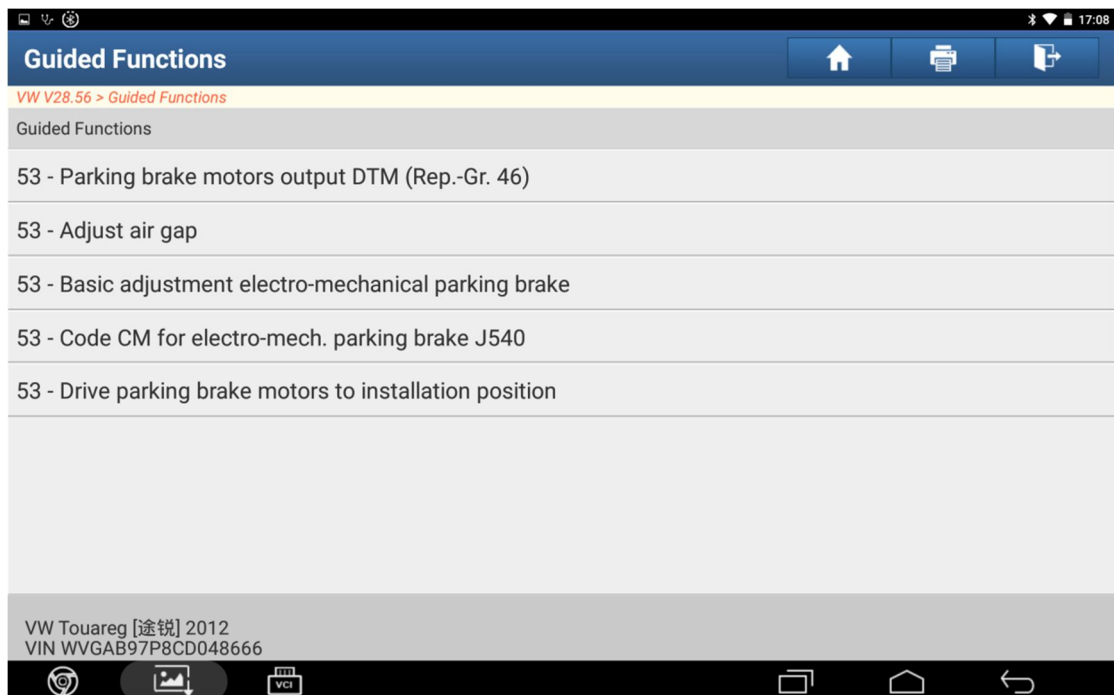 17:08
Guided Functions
VW V28.56 > Guided Functions
Guided Functions
53 - Parking brake motors output DTM (Rep.-Gr. 46)
53 - Adjust air gap
53 - Basic adjustment electro-mechanical parking brake
53 - Code CM for electro-mech. parking brake J540
53 - Drive parking brake motors to installation position
VW Touareg [途锐] 2012
VIN WVGAB97P8CD048666
VCI